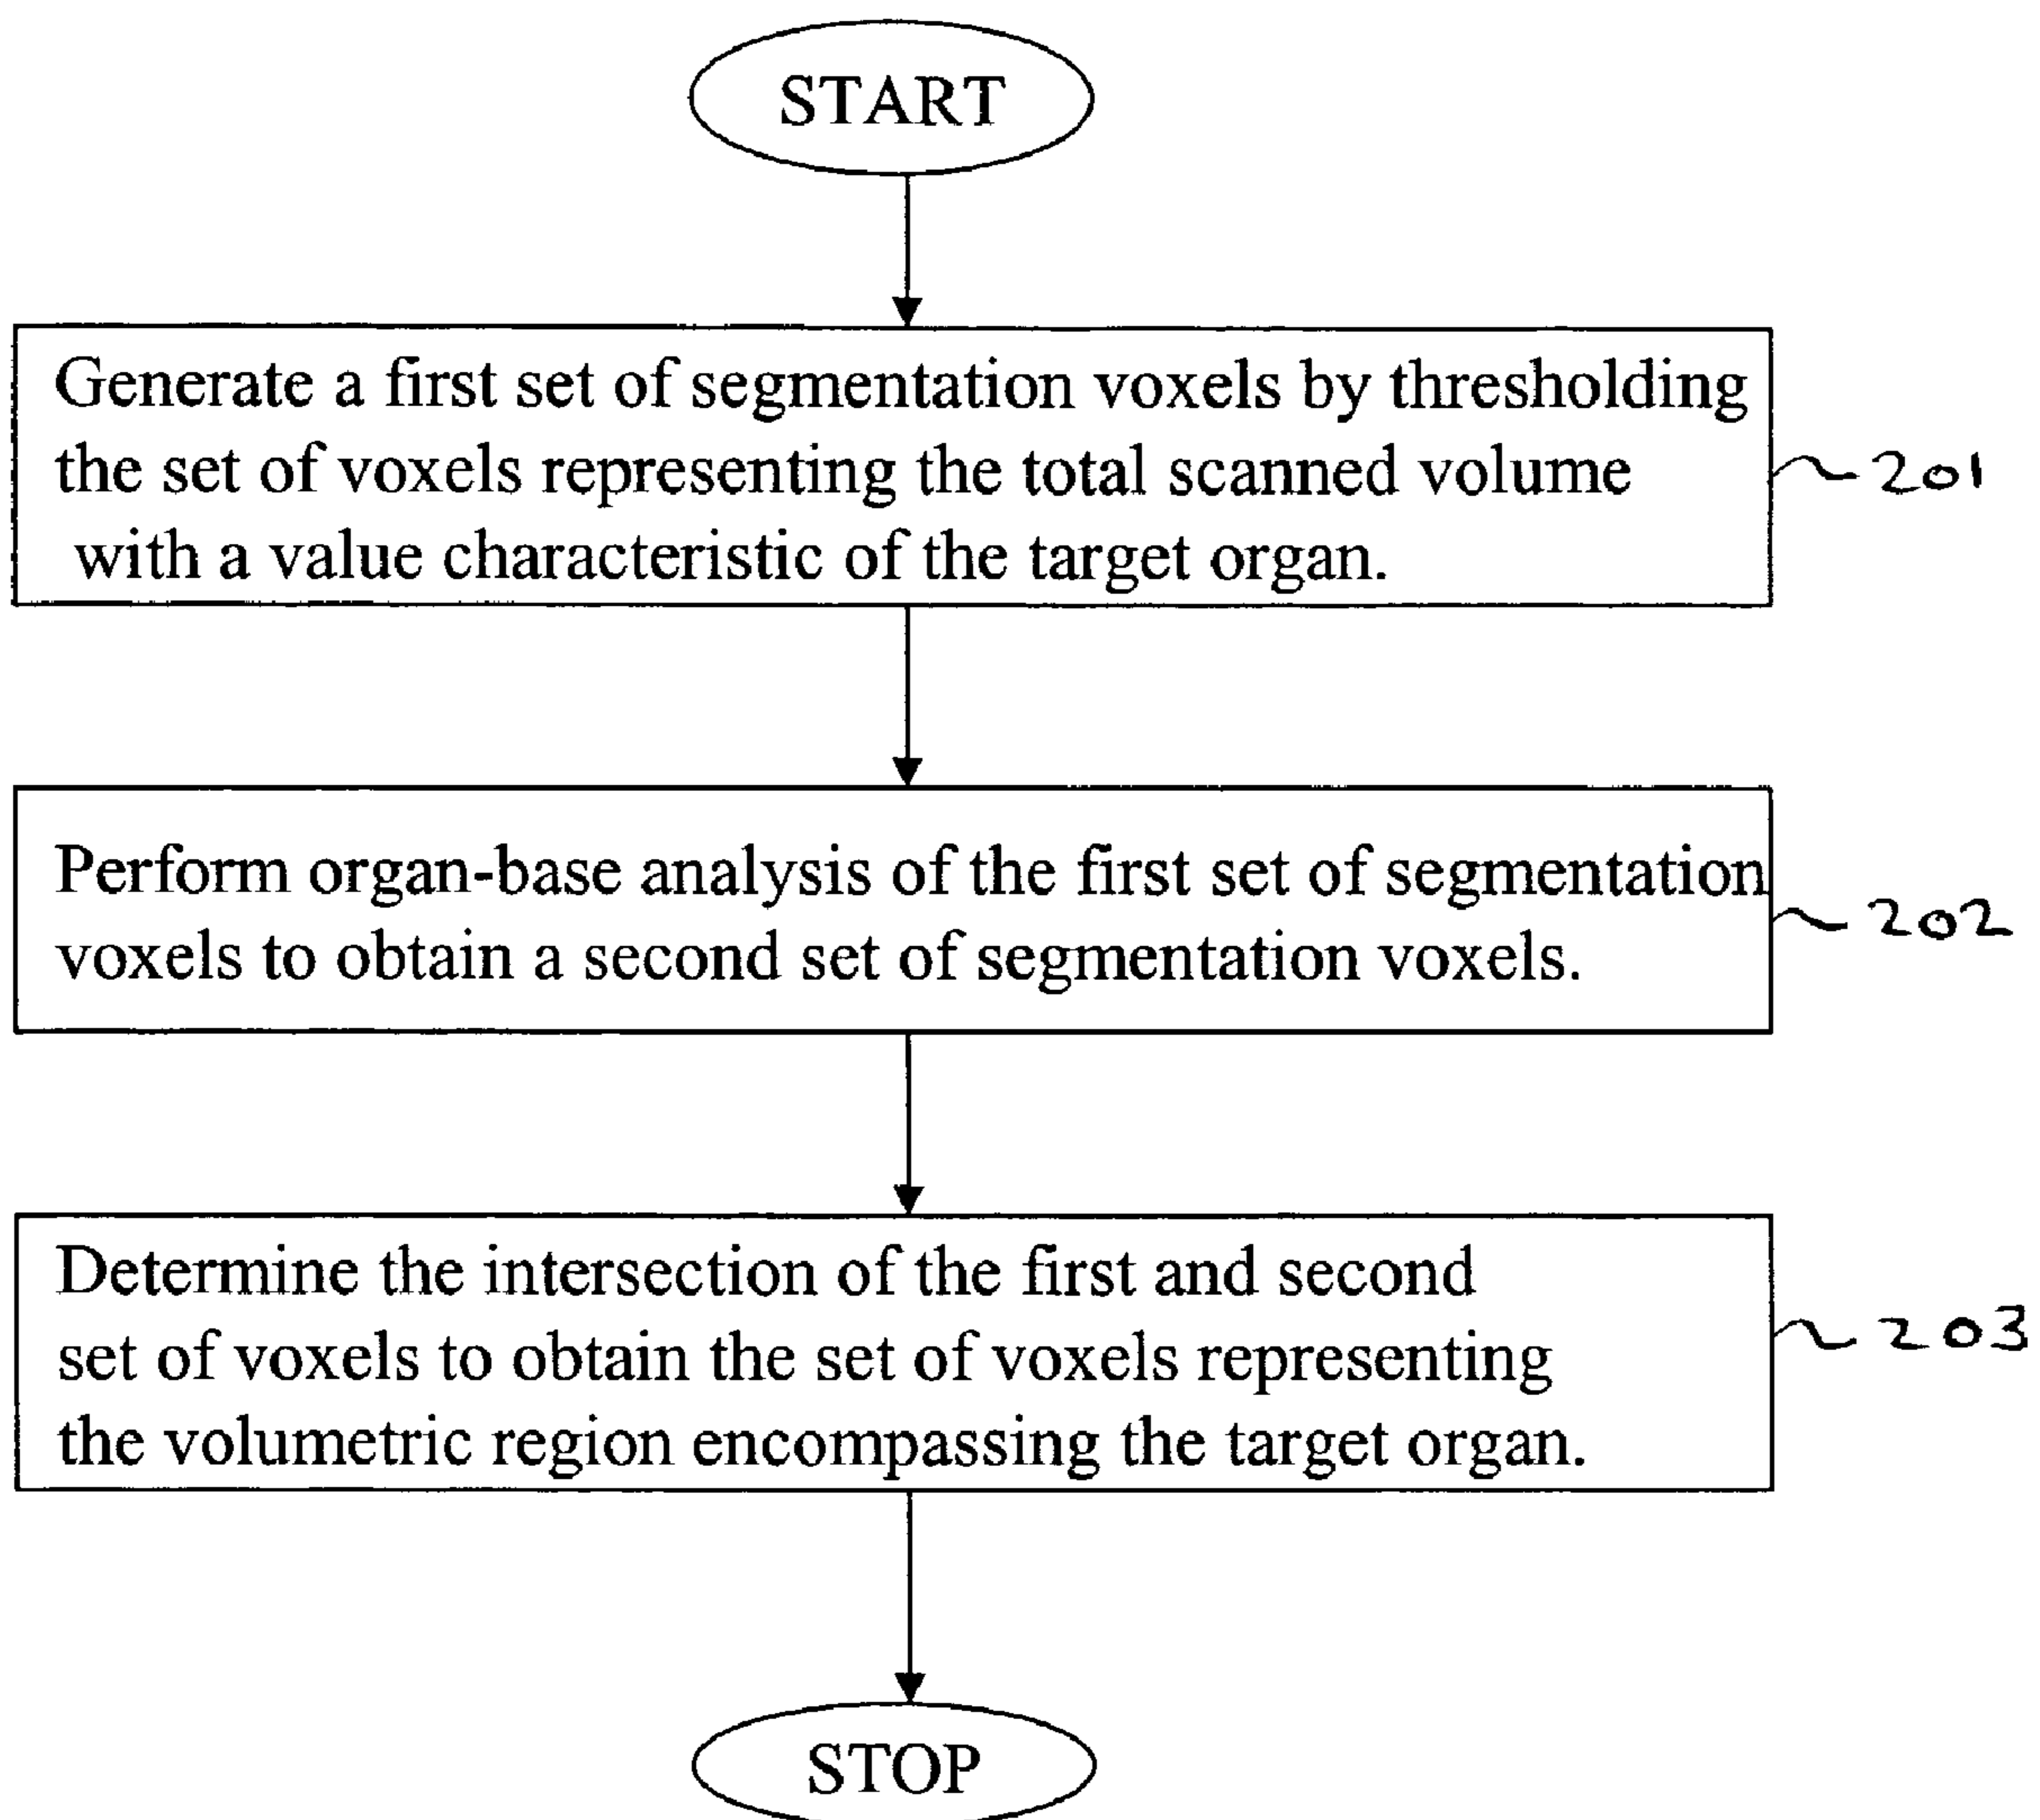 START
Generate a first set of segmentation voxels by thresholding
the set of voxels representing the total scanned volume
with a value characteristic of the target organ.
201
Perform organ-base analysis of the first set of segmentation
voxels to obtain a second set of segmentation voxels.
202
Determine the intersection of the first and second
set of voxels to obtain the set of voxels representing
the volumetric region encompassing the target organ.
203
STOP